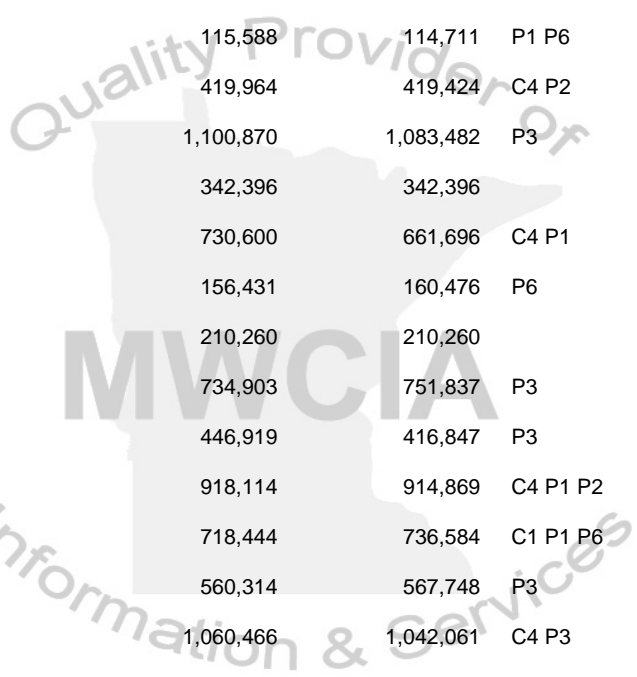 Quality Provider of
115,588 114,711 P1 P6
419,964 419,424 C4 P2
1,100,870 1,083,482 P3
342,396 342,396
730,600 661,696 C4 P1
156,431 160,476 P6
210,260 210,260
MWCIA
734,903 751,837 P3
446,919 416,847 P3
918,114 914,869 C4 P1 P2
718,444 736,584 C1 P1 P6
560,314 567,748 P3
1,060,466 1,042,061 C4 P3
Information & Services